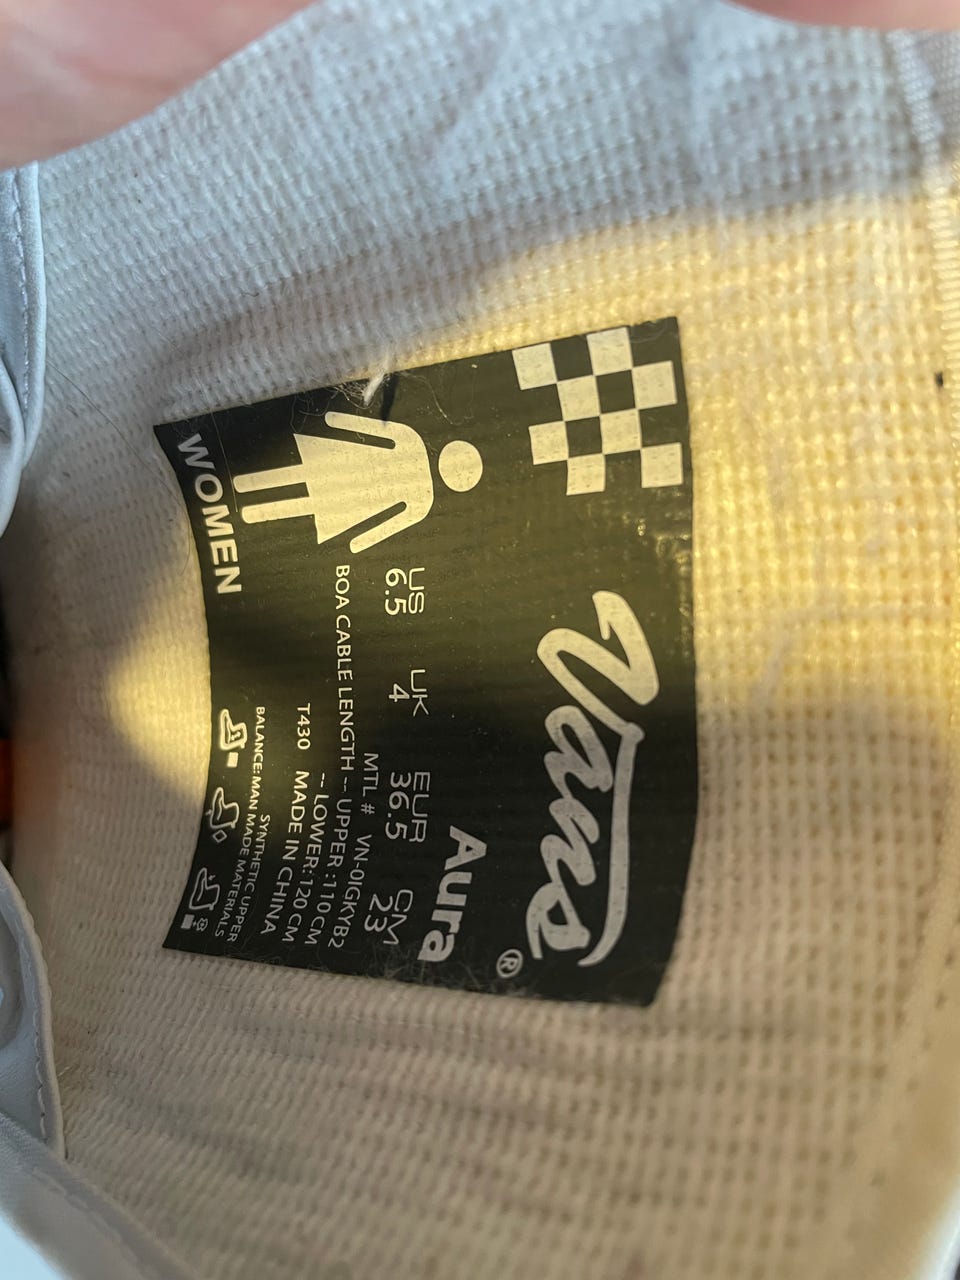 Vans®
Aura
US UK EUR CM
6.5 4 36.5 23
MTL # VN-0IGKYB2
BOA CABLE LENGTH -- UPPER :110 CM
-- LOWER:120 CM
T430 MADE IN CHINA
SYNTHETIC UPPER
BALANCE: MAN MADE MATERIALS
WOMEN